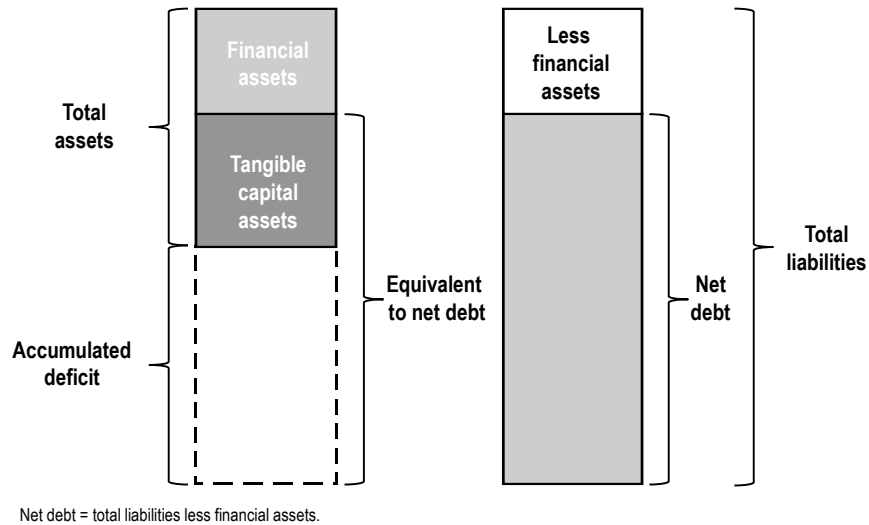 Financial
assets
Less
financial
assets
Total
assets
Tangible
capital
assets
Total
liabilities
Equivalent
to net debt
Net
debt
Accumulated
deficit
Net debt = total liabilities less financial assets.